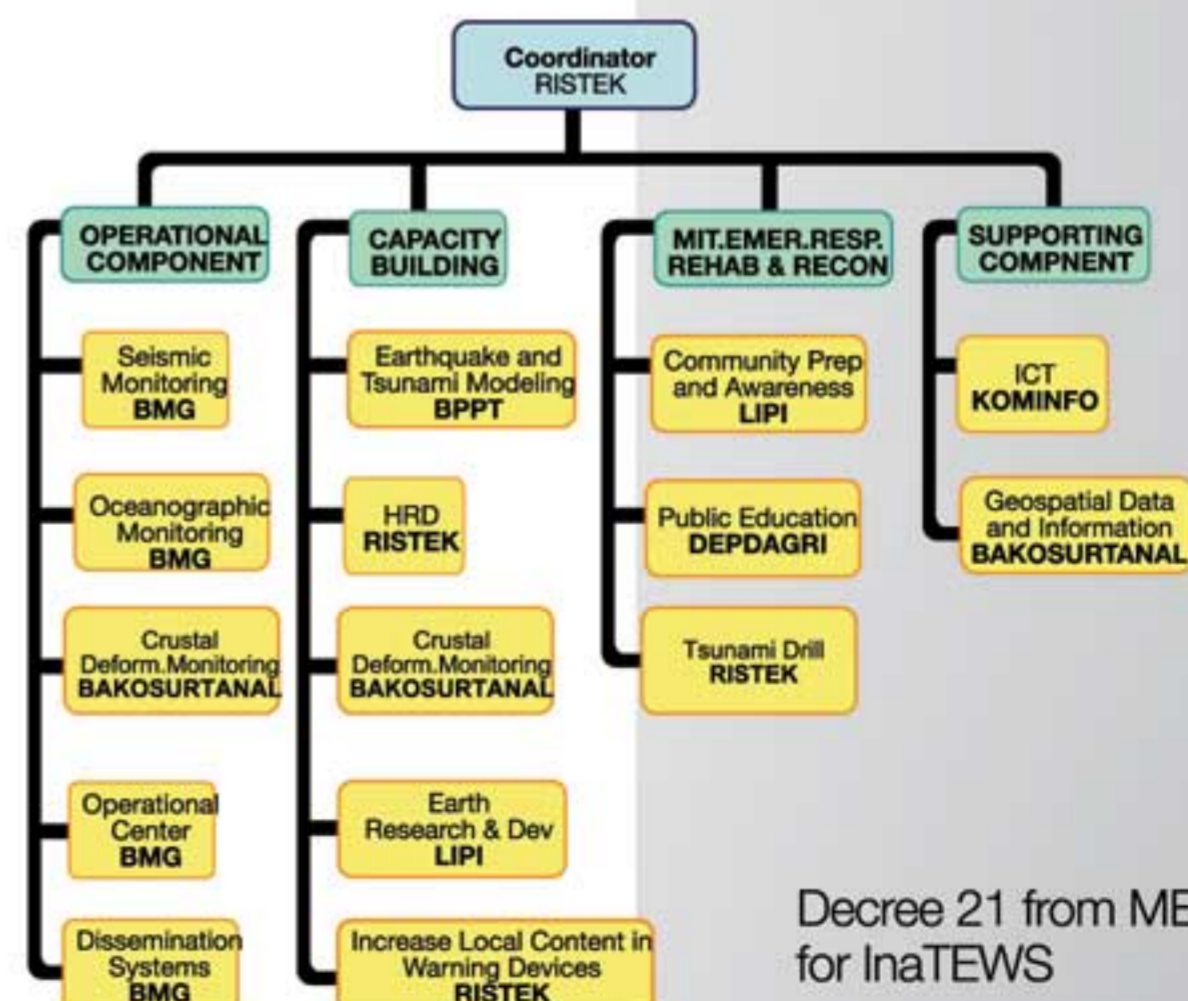 Coordinator
RISTEK
OPERATIONAL
COMPONENT
Seismic
Monitoring
BMG
Oceanographic
Monitoring
BMG
Crustal
Deform.Monitoring
BAKOSURTANAL
Operational
Center
BMG
Dissemination
Systems
BMG
CAPACITY
BUILDING
Earthquake and
Tsunami Modeling
BPPT
HRD
RISTEK
Crustal
Deform.Monitoring
BAKOSURTANAL
Earth
Research & Dev
LIPI
Increase Local Content in
Warning Devices
RISTEK
MIT.EMER.RESP.
REHAB & RECON
Community Prep
and Awareness
LIPI
Public Education
DEPDAGRI
Tsunami Drill
RISTEK
SUPPORTING
COMPNENT
ICT
KOMINFO
Geospatial Data
and Information
BAKOSURTANAL
Decree 21 from
for InaTEWS